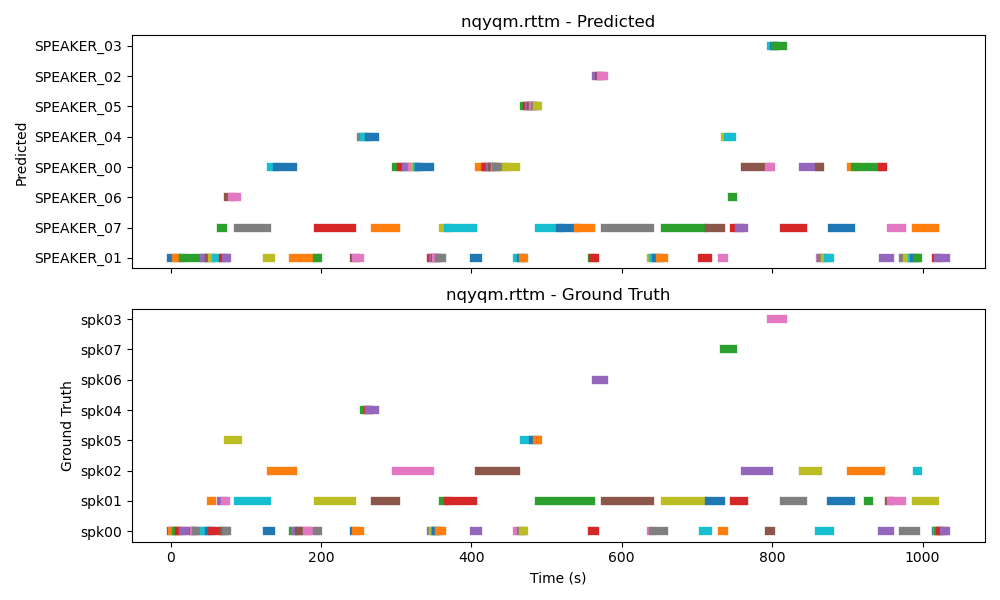 nqyqm.rttm - Predicted
SPEAKER_03
SPEAKER_02
SPEAKER_05
SPEAKER_04
SPEAKER_00
SPEAKER_06
SPEAKER_07
SPEAKER_01
Predicted
nqyqm.rttm - Ground Truth
spk03
spk07
spk06
spk04
spk05
spk02
spk01
spk00
Ground Truth
0 200 400 600 800 1000
Time (s)